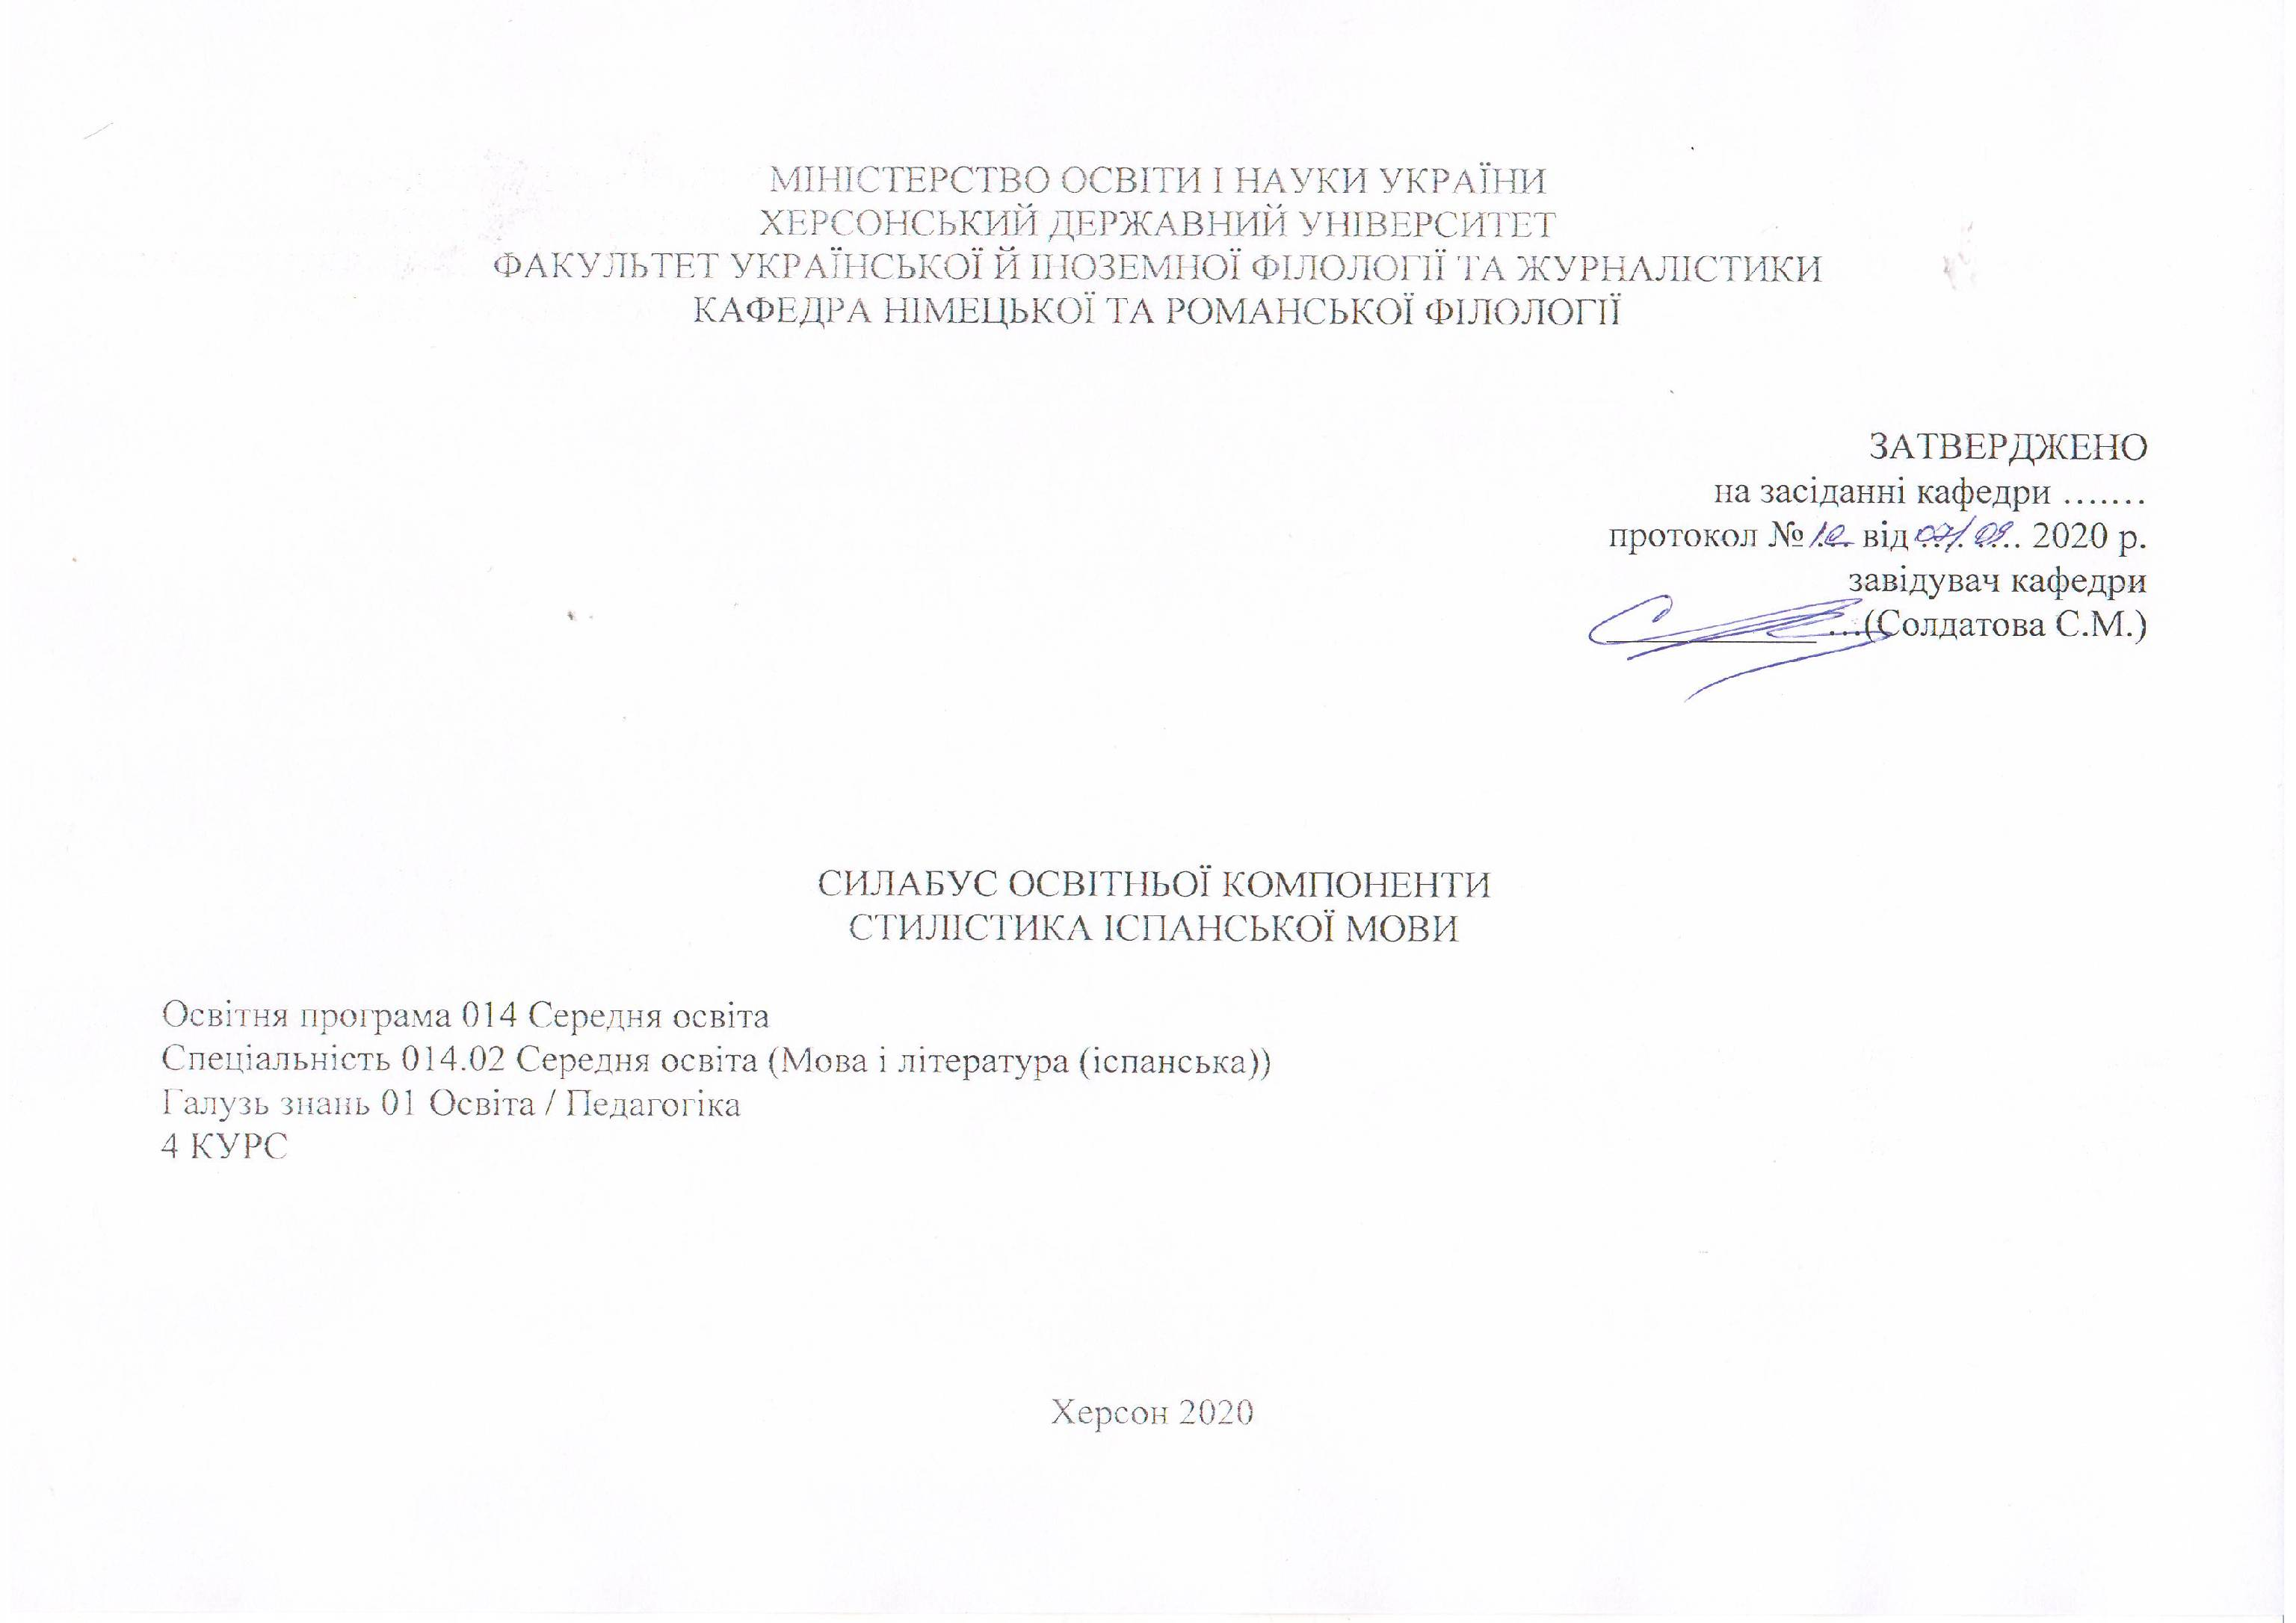 МІНІСТЕРСТВО ОСВІТИ І НАУКИ УКРАЇНИ
ХЕРСОНСЬКИЙ ДЕРЖАВНИЙ УНІВЕРСИТЕТ
ФАКУЛЬТЕТ УКРАЇНСЬКОЇ Й ІНОЗЕМНОЇ ФІЛОЛОГІЇ ТА ЖУРНАЛІСТИКИ
КАФЕДРА НІМЕЦЬКОЇ ТА РОМАНСЬКОЇ ФІЛОЛОГІЇ
ЗАТВЕРДЖЕНО
на засіданні кафедри …….
протокол № від 2020 р.
завідувач кафедри
…(Солдатова С.М.)
СИЛАБУС ОСВІТНЬОЇ КОМПОНЕНТИ
СТИЛІСТИКА ІСПАНСЬКОЇ МОВИ
Освітня програма 014 Середня освіта
Спеціальність 014.02 Середня освіта (Мова і література (іспанська))
Галузь знань 01 Освіта / Педагогіка
4 КУРС
Херсон 2020